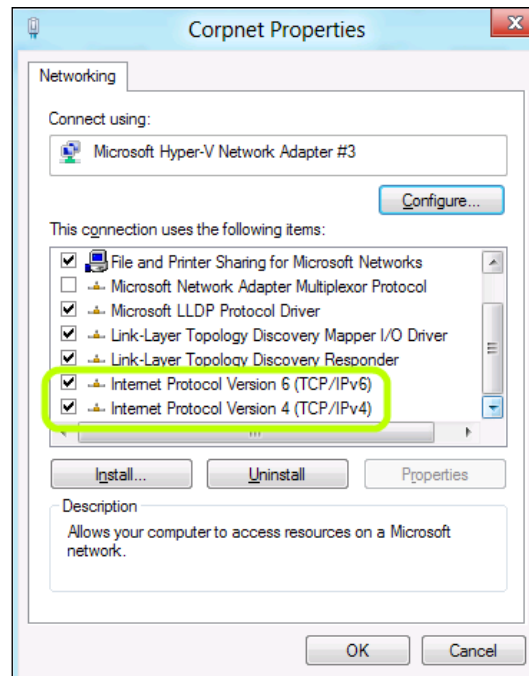 Corpnet Properties
X
Networking
Connect using:
Microsoft Hyper-V Network Adapter #3
Configure...
This connection uses the following items:
File and Printer Sharing for Microsoft Networks
Microsoft Network Adapter Multiplexor Protocol
Microsoft LLDP Protocol Driver
Link-Layer Topology Discovery Mapper I/O Driver
Link-Layer Topology Discovery Responder
Internet Protocol Version 6 (TCP/IPv6)
Internet Protocol Version 4 (TCP/IPv4)
Install...
Uninstall
Properties
Description
Allows your computer to access resources on a Microsoft
network.
OK
Cancel